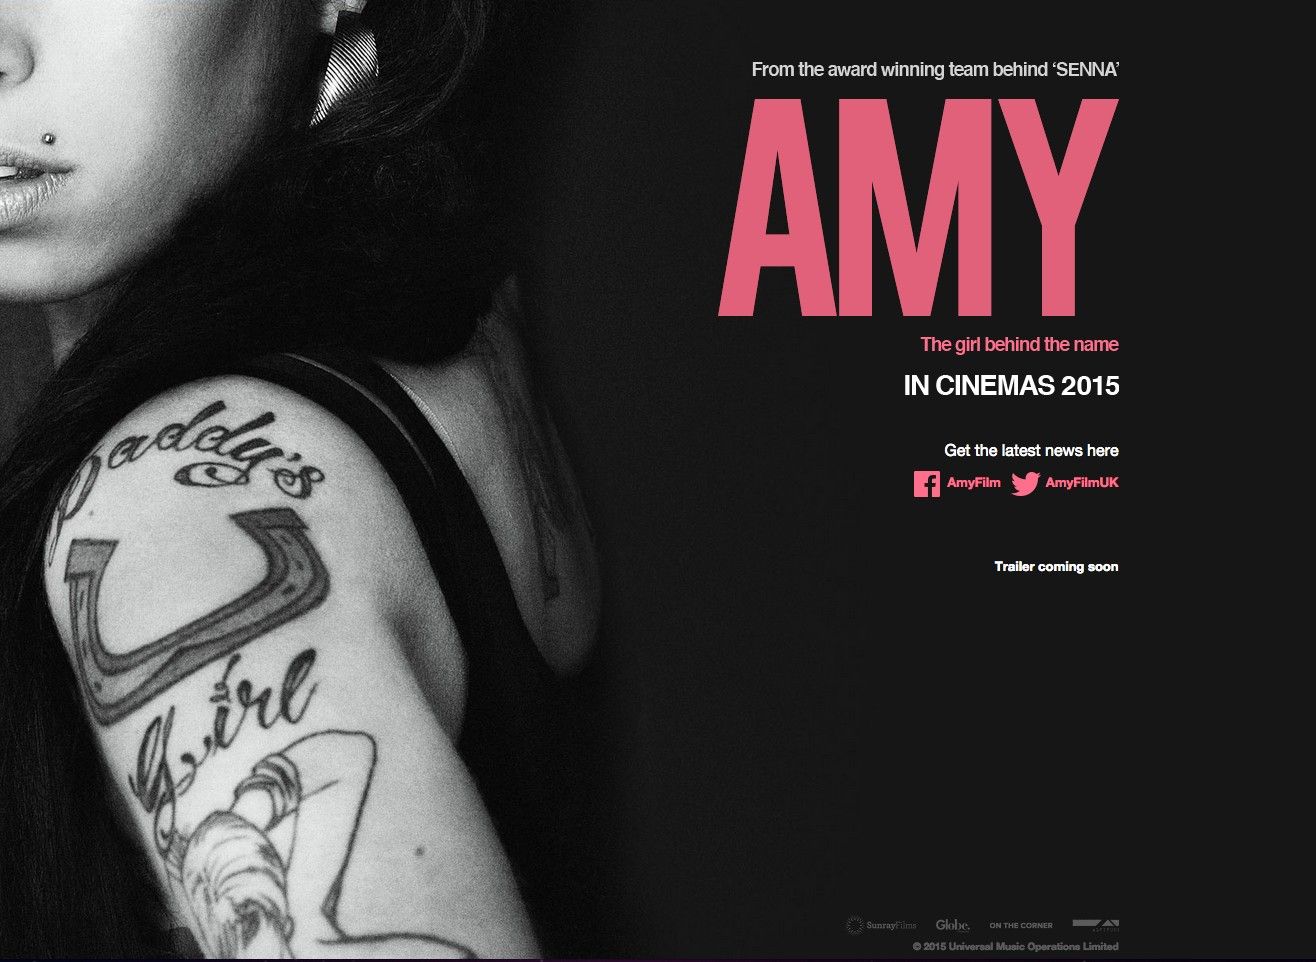 From the award winning team behind ‘SENNA’
AMY
The girl behind the name
IN CINEMAS 2015
Get the latest news here
AmyFilm AmyFilmUK
Trailer coming soon
Daddy's
Girl
SunrayFilms Globe. ON THE CORNER
© 2015 Universal Music Operations Limited